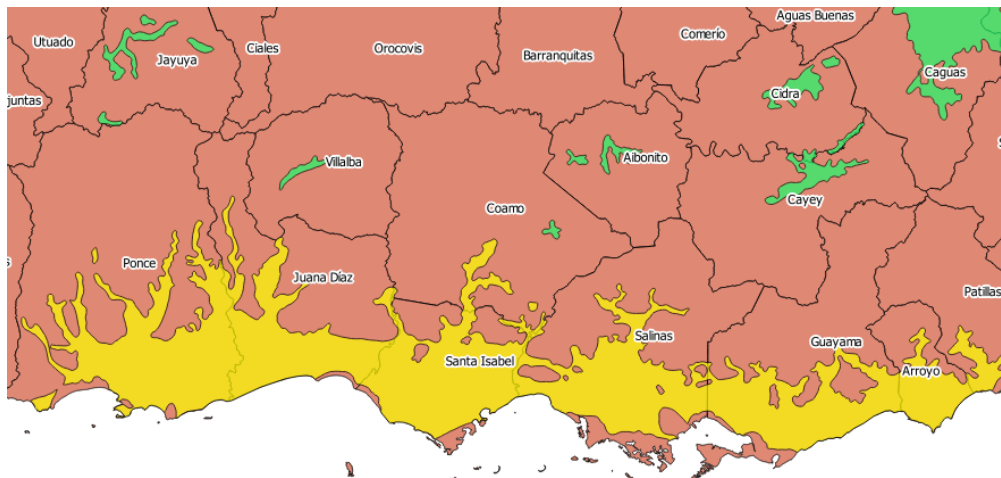 Aguas Buenas
Utuado
Ciales
Orocovis
Comerío
Barranquitas
Jayuya
Caguas
Cidra
juntas
Villalba
Aibonito
Cayey
Coamo
Ponce
Juana Díaz
Patillas
Salinas
Guayama
Santa Isabel
Arroyo